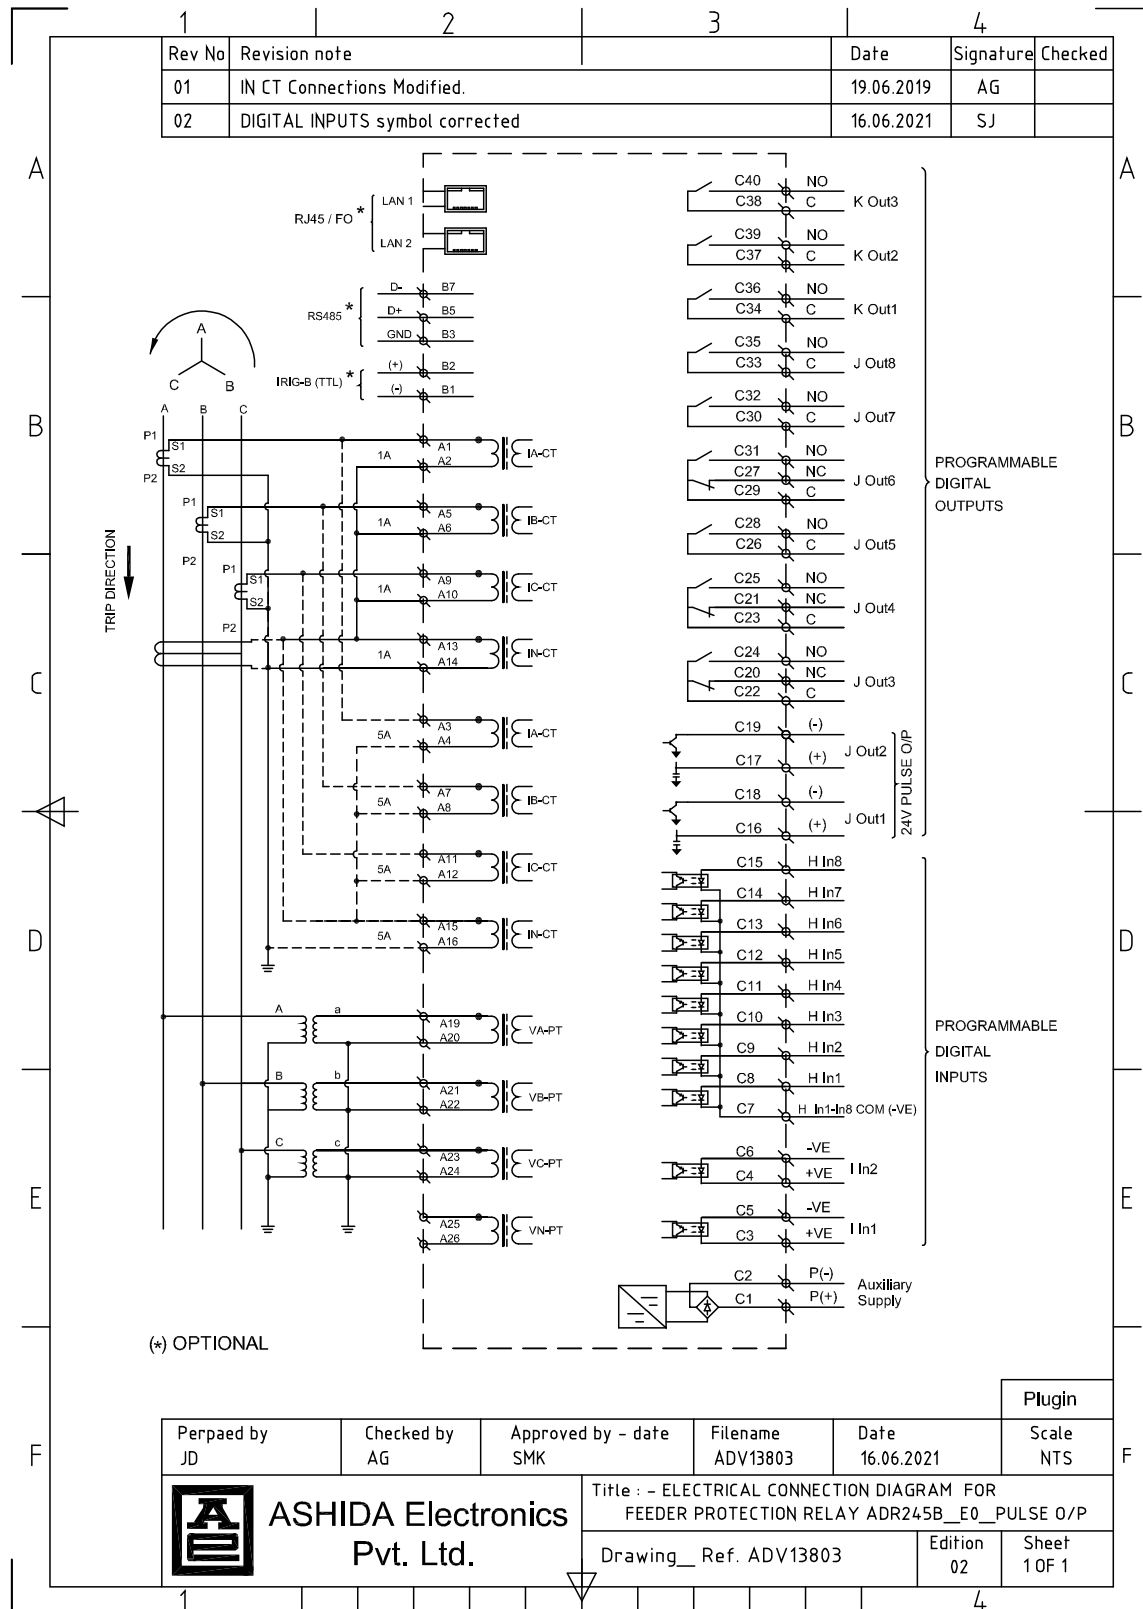 1 2 3 4
Rev No Revision note Date Signature Checked
01 IN CT Connections Modified. 19.06.2019 AG
02 DIGITAL INPUTS symbol corrected 16.06.2021 SJ
A A
B B
C C
D D
E E
F F
RJ45 / FO *
LAN 1
LAN 2
RS485 *
D- B7
D+ B5
GND B3
IRIG-B (TTL) *
(+) B2
(-) B1
A
C B
A B C
P1 S1
S2
P2
P1 S1
S2
P2
P1 S1
S2
P2
TRIP DIRECTION
1A A1 A2 IA-CT
1A A5 A6 IB-CT
1A A9 A10 IC-CT
1A A13 A14 IN-CT
5A A3 A4 IA-CT
5A A7 A8 IB-CT
5A A11 A12 IC-CT
5A A15 A16 IN-CT
A a A19 A20 VA-PT
B b A21 A22 VB-PT
C c A23 A24 VC-PT
A25 A26 VN-PT
C40 NO
C38 C
K Out3
C39 NO
C37 C
K Out2
C36 NO
C34 C
K Out1
C35 NO
C33 C
J Out8
C32 NO
C30 C
J Out7
C31 NO
C27 NC
C29 C
J Out6
C28 NO
C26 C
J Out5
C25 NO
C21 NC
C23 C
J Out4
C24 NO
C20 NC
C22 C
J Out3
C19 (-)
C17 (+)
J Out2
C18 (-)
C16 (+)
J Out1
24V PULSE O/P
PROGRAMMABLE
DIGITAL
OUTPUTS
C15 H In8
C14 H In7
C13 H In6
C12 H In5
C11 H In4
C10 H In3
C9 H In2
C8 H In1
C7 H In1-In8 COM (-VE)
C6 -VE
C4 +VE
I In2
C5 -VE
C3 +VE
I In1
PROGRAMMABLE
DIGITAL
INPUTS
C2 P(-)
C1 P(+)
Auxiliary
Supply
(*) OPTIONAL
Plugin
Perpaed by Checked by Approved by - date Filename Date Scale
JD AG SMK ADV13803 16.06.2021 NTS
AE
ASHIDA Electronics
Pvt. Ltd.
Title : - ELECTRICAL CONNECTION DIAGRAM FOR
FEEDER PROTECTION RELAY ADR245B__E0__PULSE O/P
Drawing__ Ref. ADV13803
Edition
02
Sheet
1 OF 1
1 4